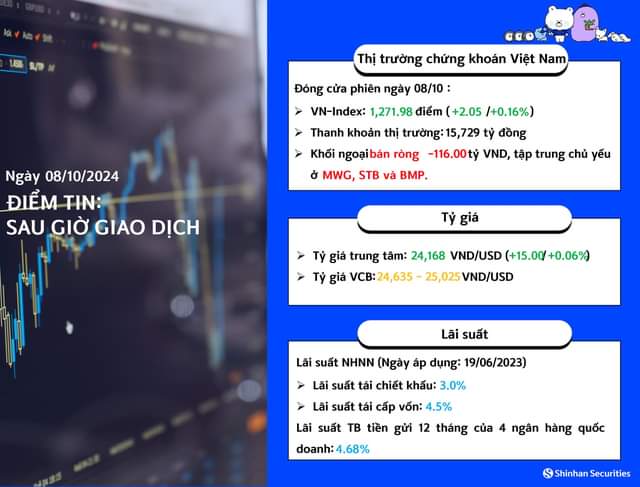 Ask Auto Shift
SL/TP
Ngày 08/10/2024
ĐIỂM TIN:
SAU GIỜ GIAO DỊCH
Thị trường chứng khoán Việt Nam
Đóng cửa phiên ngày 08/10 :
➢ VN-Index: 1,271.98 điểm ( +2.05 /+0.16%)
➢ Thanh khoản thị trường: 15,729 tỷ đồng
➢ Khối ngoại bán ròng -116.00 tỷ VND, tập trung chủ yếu
ở MWG, STB và BMP.
Tỷ giá
➢ Tỷ giá trung tâm: 24,168 VND/USD (+15.00/+0.06%)
➢ Tỷ giá VCB: 24,635 – 25,025 VND/USD
Lãi suất
Lãi suất NHNN (Ngày áp dụng: 19/06/2023)
➢ Lãi suất tái chiết khấu: 3.0%
➢ Lãi suất tái cấp vốn: 4.5%
Lãi suất TB tiền gửi 12 tháng của 4 ngân hàng quốc
doanh: 4.68%
Shinhan Securities